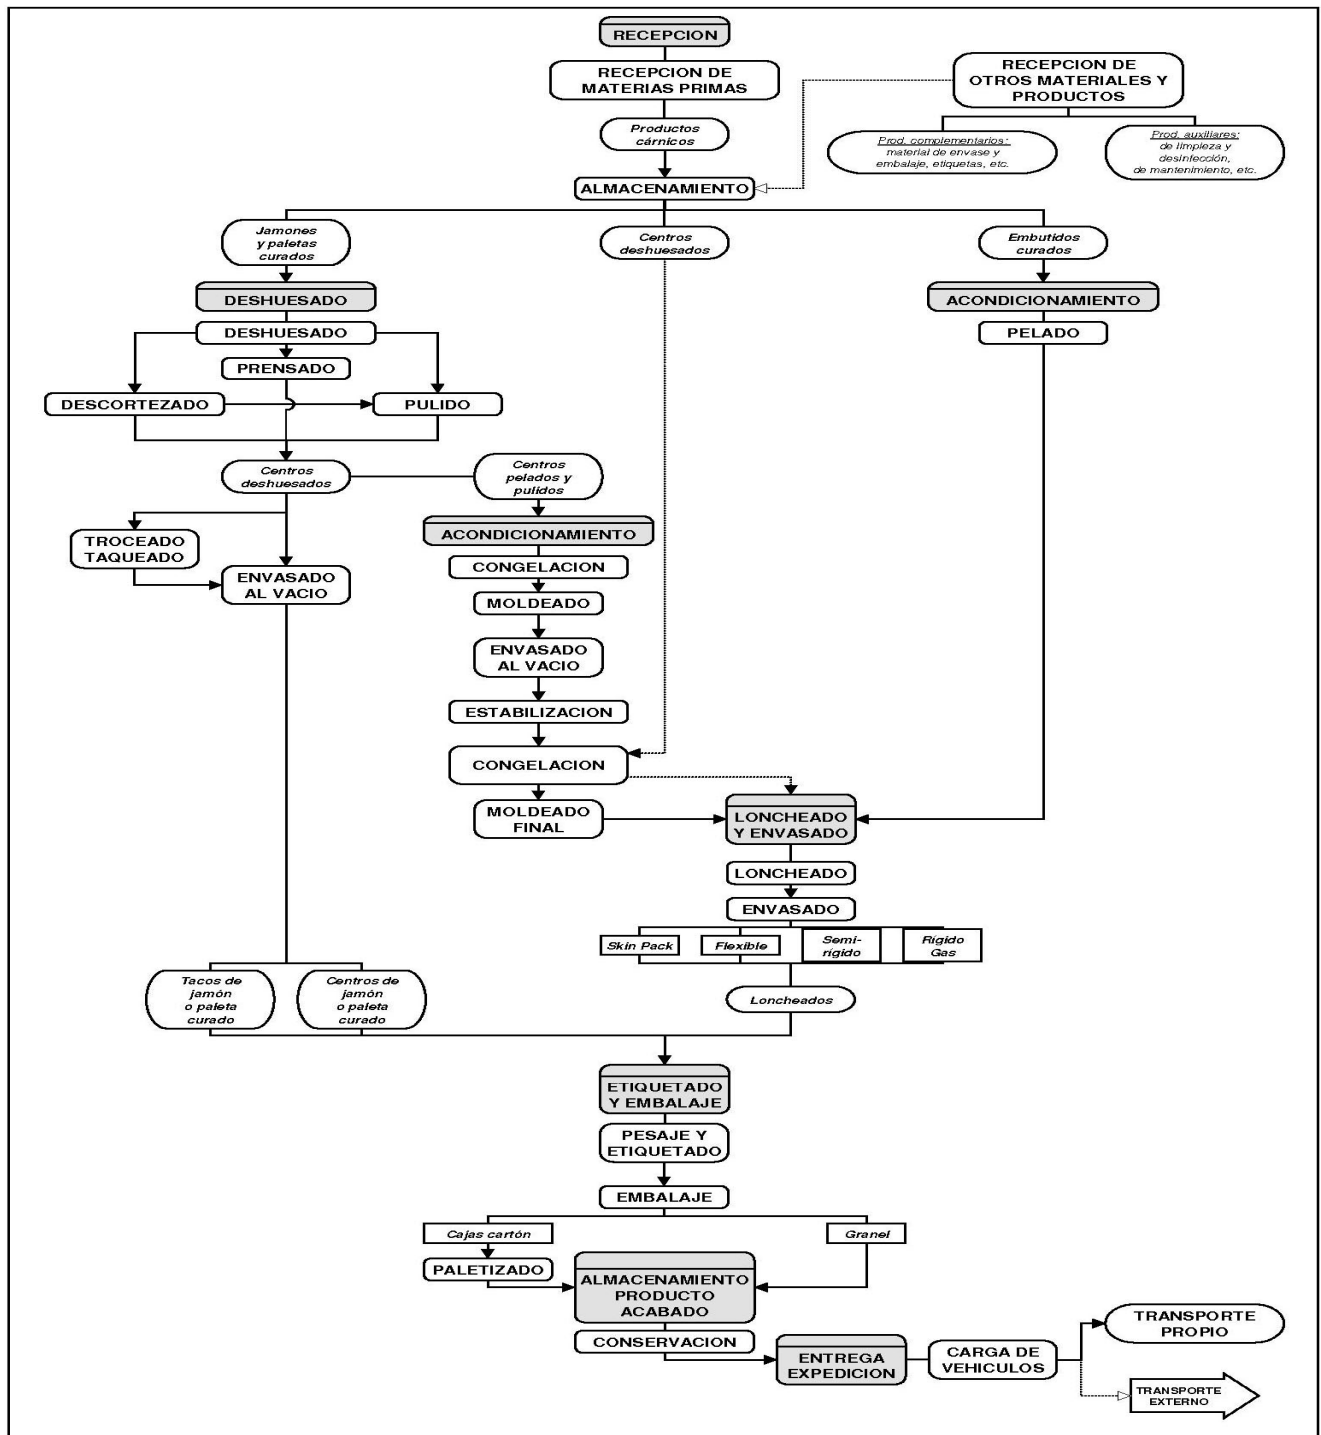 RECEPCION
RECEPCION DE
MATERIAS PRIMAS
RECEPCION DE
OTROS MATERIALES Y
PRODUCTOS
Productos
cárnicos
Prod. complementarios:
material de envase y
embalaje, etiquetas, etc.
Prod. auxiliares:
de limpieza y
desinfección,
de mantenimiento, etc.
ALMACENAMIENTO
Jamones
y paletas
curados
Centros
deshuesados
Embutidos
curados
DESHUESADO
ACONDICIONAMIENTO
DESHUESADO
PELADO
PRENSADO
DESCORTEZADO
PULIDO
Centros
deshuesados
Centros
pelados y
pulidos
TROCEADO
TAQUEADO
ACONDICIONAMIENTO
ENVASADO
AL VACIO
CONGELACION
MOLDEADO
ENVASADO
AL VACIO
ESTABILIZACION
CONGELACION
MOLDEADO
FINAL
LONCHEADO
Y ENVASADO
LONCHEADO
ENVASADO
Skin Pack
Flexible
Semi-
rígido
Rígido
Gas
Tacos de
jamón
o paleta
curado
Centros de
jamón
o paleta
curado
Loncheados
ETIQUETADO
Y EMBALAJE
PESAJE Y
ETIQUETADO
EMBALAJE
Cajas cartón
Granel
PALETIZADO
ALMACENAMIENTO
PRODUCTO
ACABADO
CONSERVACION
ENTREGA
EXPEDICION
CARGA DE
VEHICULOS
TRANSPORTE
PROPIO
TRANSPORTE
EXTERNO